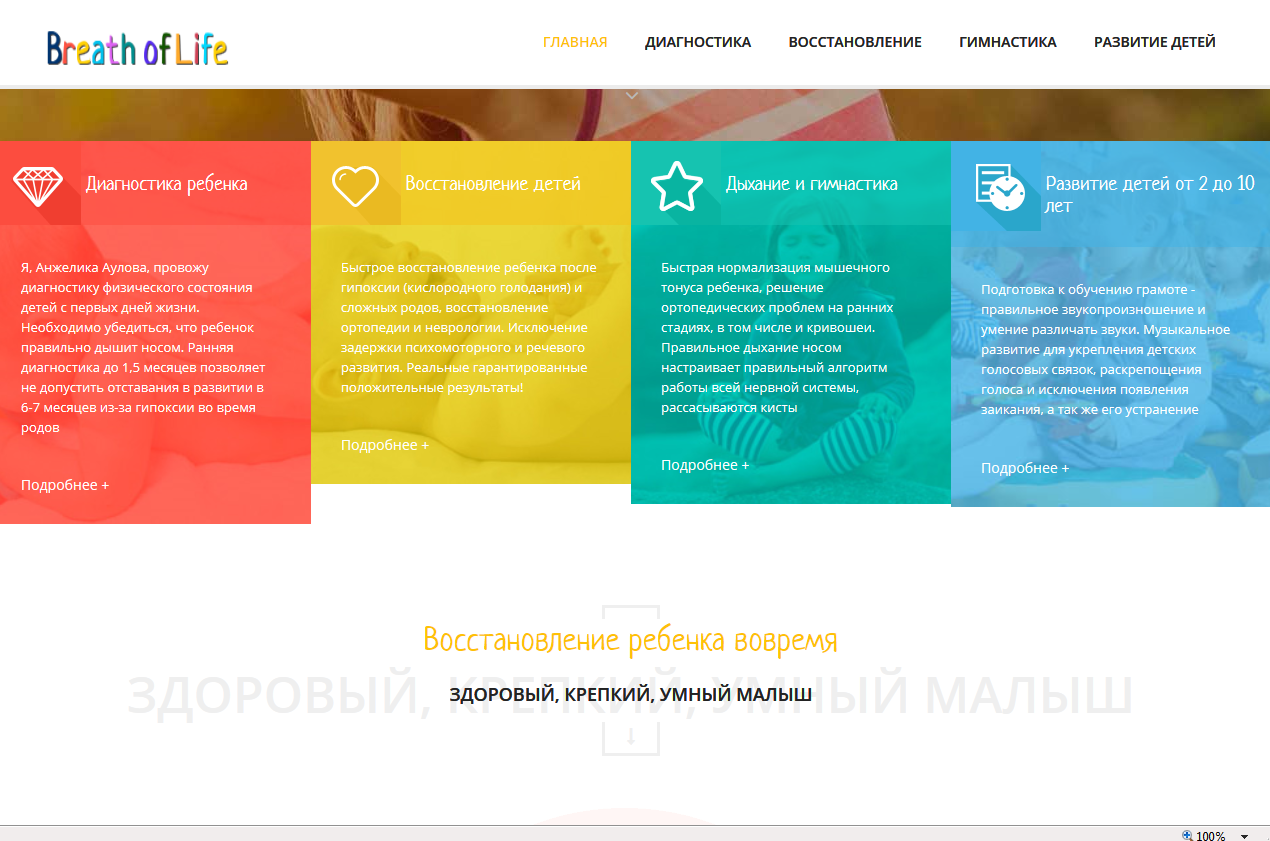 Breath of Life
ГЛАВНАЯ ДИАГНОСТИКА ВОССТАНОВЛЕНИЕ ГИМНАСТИКА РАЗВИТИЕ ДЕТЕЙ
Диагностика ребенка
Я, Анжелика Аулова, провожу
диагностику физического состояния
детей с первых дней жизни.
Необходимо убедиться, что ребенок
правильно дышит носом. Ранняя
диагностика до 1,5 месяцев позволяет
не допустить отставания в развитии в
6-7 месяцев из-за гипоксии во время
родов
Подробнее +
Восстановление детей
Быстрое восстановление ребенка после
гипоксии (кислородного голодания) и
сложных родов, восстановление
ортопедии и неврологии. Исключение
задержки психомоторного и речевого
развития. Реальные гарантированные
положительные результаты!
Подробнее +
Дыхание и гимнастика
Быстрая нормализация мышечного
тонуса ребенка, решение
ортопедических проблем на ранних
стадиях, в том числе и кривошеи.
Правильное дыхание носом
настраивает правильный алгоритм
работы всей нервной системы,
рассасываются кисты
Подробнее +
Развитие детей от 2 до 10
лет
Подготовка к обучению грамоте -
правильное звукопроизношение и
умение различать звуки. Музыкальное
развитие для укрепления детских
голосовых связок, раскрепощения
голоса и исключения появления
заикания, а так же его устранение
Подробнее +
Восстановление ребенка вовремя
ЗДОРОВЫЙ, КРЕПКИЙ, УМНЫЙ МАЛЫШ
ЗДОРОВЫЙ, КРЕПКИЙ, УМНЫЙ МАЛЫШ
100%